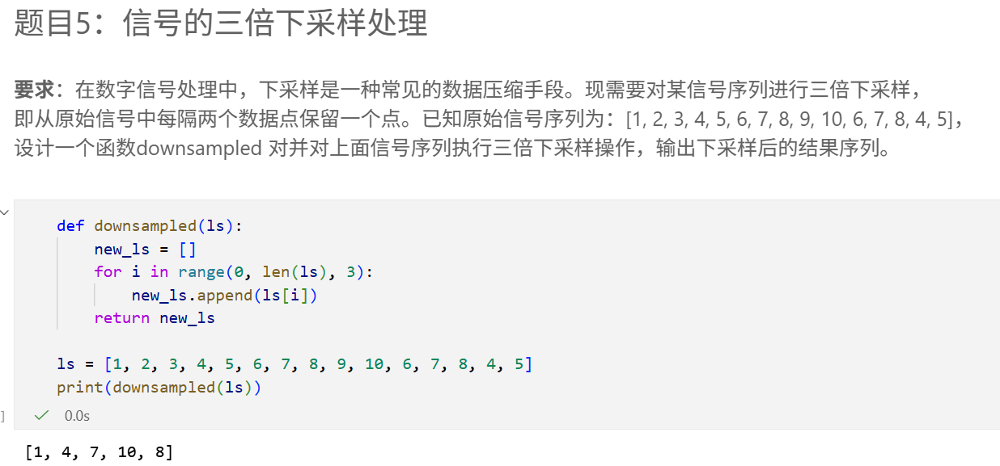 题目5：信号的三倍下采样处理
要求：在数字信号处理中，下采样是一种常见的数据压缩手段。现需要对某信号序列进行三倍下采样，
即从原始信号中每隔两个数据点保留一个点。已知原始信号序列为：[1, 2, 3, 4, 5, 6, 7, 8, 9, 10, 6, 7, 8, 4, 5]，
设计一个函数downsampled 对并对上面信号序列执行三倍下采样操作，输出下采样后的结果序列。
def downsampled(ls):
    new_ls = []
    for i in range(0, len(ls), 3):
        new_ls.append(ls[i])
    return new_ls
ls = [1, 2, 3, 4, 5, 6, 7, 8, 9, 10, 6, 7, 8, 4, 5]
print(downsampled(ls))
] 0.0s
[1, 4, 7, 10, 8]